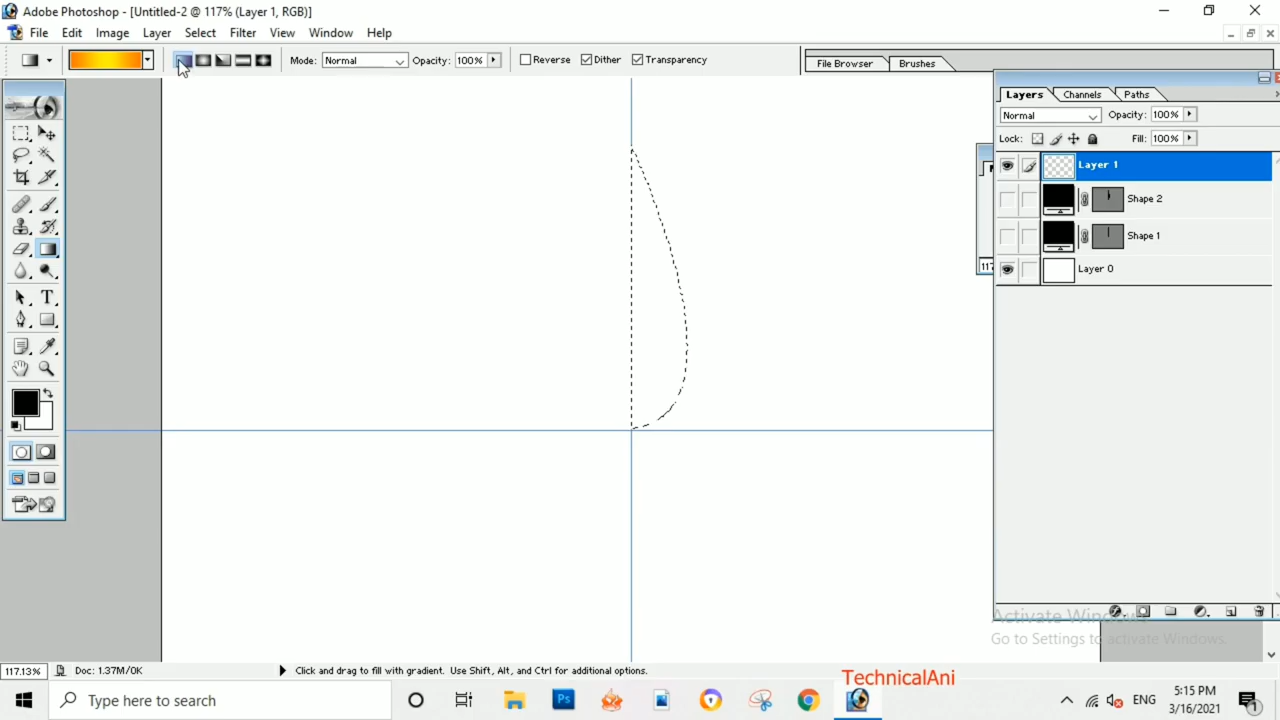 Adobe Photoshop - [Untitled-2 @ 117% (Layer 1, RGB)]
File Edit Image Layer Select Filter View Window Help
Mode: Normal Opacity: 100% Reverse Dither Transparency File Browser Brushes
Layers Channels Paths
Normal Opacity: 100%
Lock: Fill: 100%
Layer 1
Shape 2
Shape 1
Layer 0
117
T
Activate Windows
Go to Settings to activate Windows.
117.13% Doc: 1.37M/0K Click and drag to fill with gradient. Use Shift, Alt, and Ctrl for additional options.
TechnicalAni
Type here to search
Ps
ENG
5:15 PM
3/16/2021
1